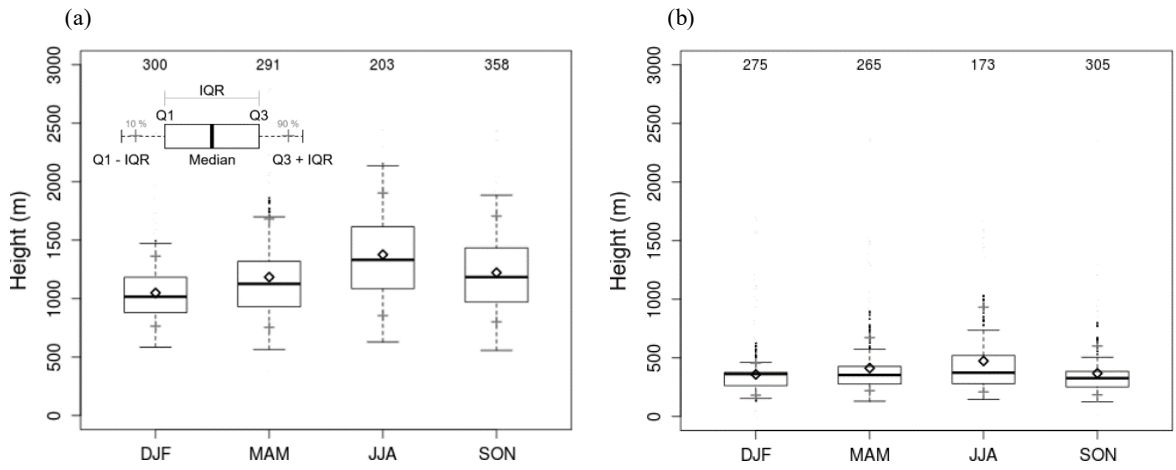 (a)
(b)
300 291 203 358
275 265 173 305
Height (m)
3000
2500
2000
1500
1000
500
0
IQR
Q1 Q3
10 % 90 %
Q1 - IQR Median Q3 + IQR
DJF MAM JJA SON
Height (m)
3000
2500
2000
1500
1000
500
0
DJF MAM JJA SON